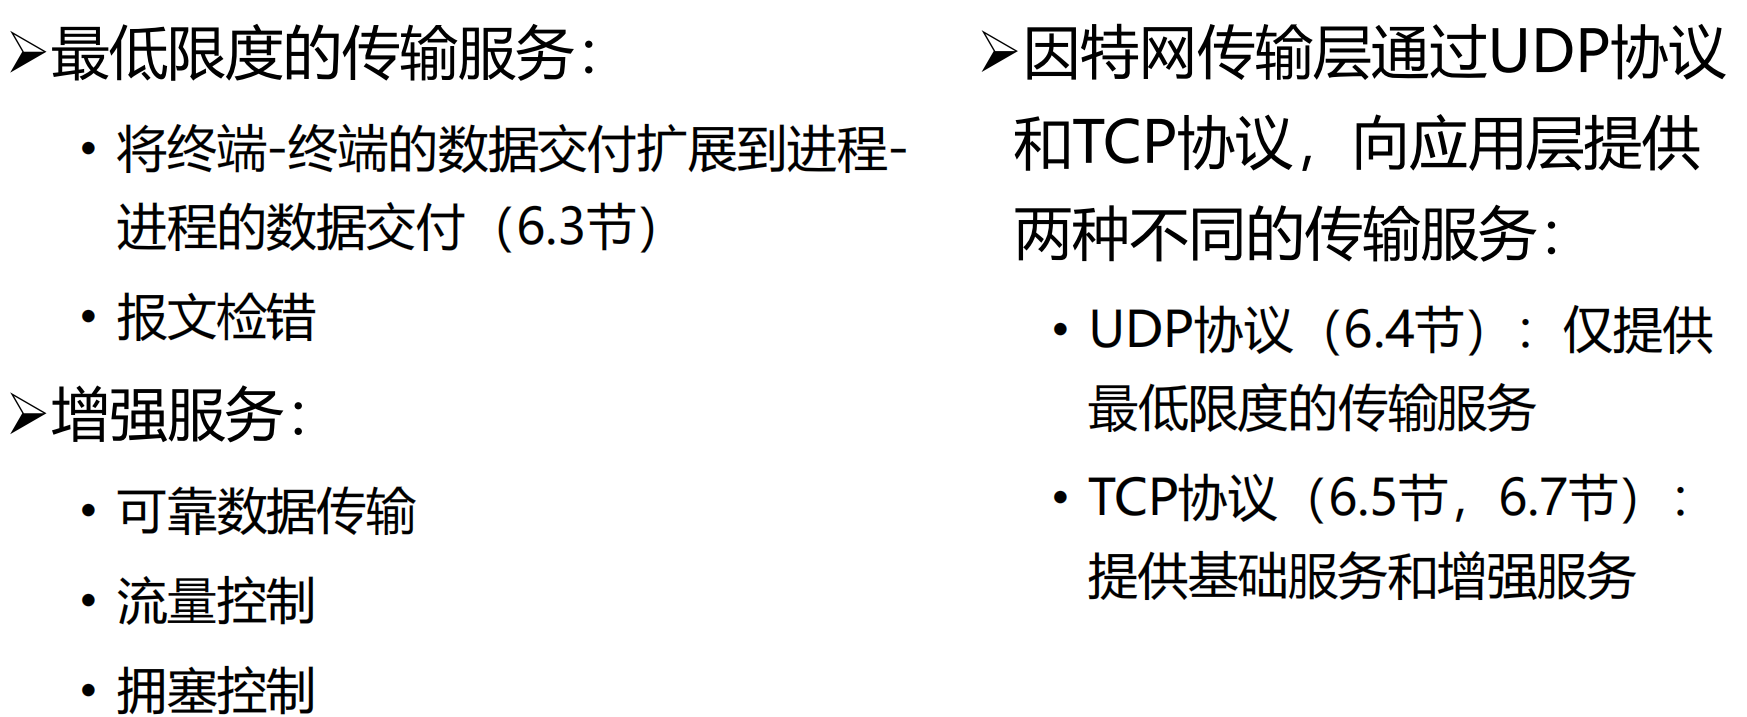 ➢最低限度的传输服务：
• 将终端-终端的数据交付扩展到进程-
进程的数据交付（6.3节）
• 报文检错
➢增强服务：
• 可靠数据传输
• 流量控制
• 拥塞控制
➢因特网传输层通过UDP协议
和TCP协议，向应用层提供
两种不同的传输服务：
• UDP协议（6.4节）：仅提供
最低限度的传输服务
• TCP协议（6.5节，6.7节）：
提供基础服务和增强服务